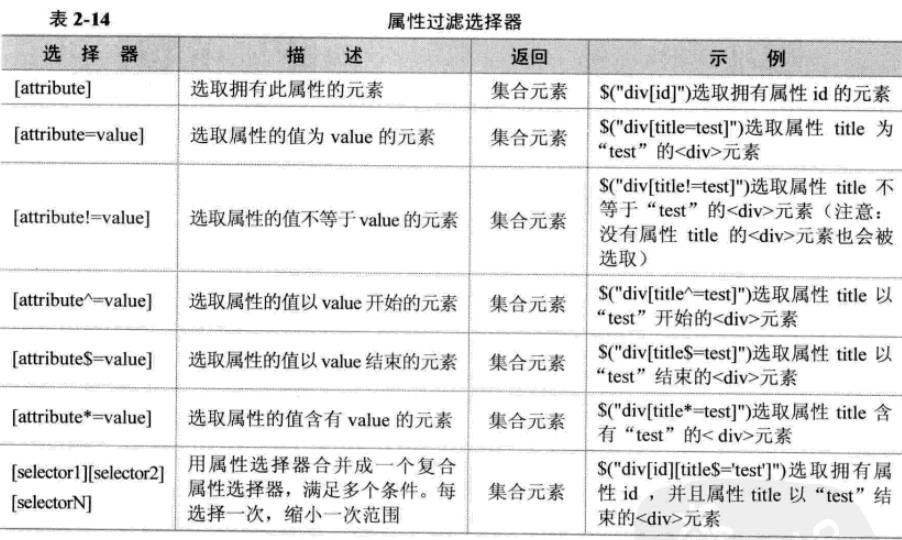 表 2-14 属性过滤选择器
选 择 器 描 述 返回 示 例
[attribute] 选取拥有此属性的元素 集合元素 $("div[id]")选取拥有属性 id 的元素
[attribute=value] 选取属性的值为 value 的元素 集合元素 $("div[title=test]")选取属性 title 为
“test”的<div>元素
[attribute!=value] 选取属性的值不等于 value 的元素 集合元素 $("div[title!=test]")选取属性 title 不
等于“test”的<div>元素（注意：
没有属性 title 的<div>元素也会被
选取）
[attribute^=value] 选取属性的值以 value 开始的元素 集合元素 $("div[title^=test]")选取属性 title 以
“test”开始的<div>元素
[attribute$=value] 选取属性的值以 value 结束的元素 集合元素 $("div[title$=test]")选取属性 title 以
“test”结束的<div>元素
[attribute*=value] 选取属性的值含有 value 的元素 集合元素 $("div[title*=test]")选取属性 title 含
有“test”的< div>元素
[selector1][selector2]
[selectorN]
用属性选择器合并成一个复合
属性选择器，满足多个条件。每
选择一次，缩小一次范围
集合元素
$("div[id][title$='test']")选取拥有属
性 id ，并且属性 title 以“test”结
束的<div>元素